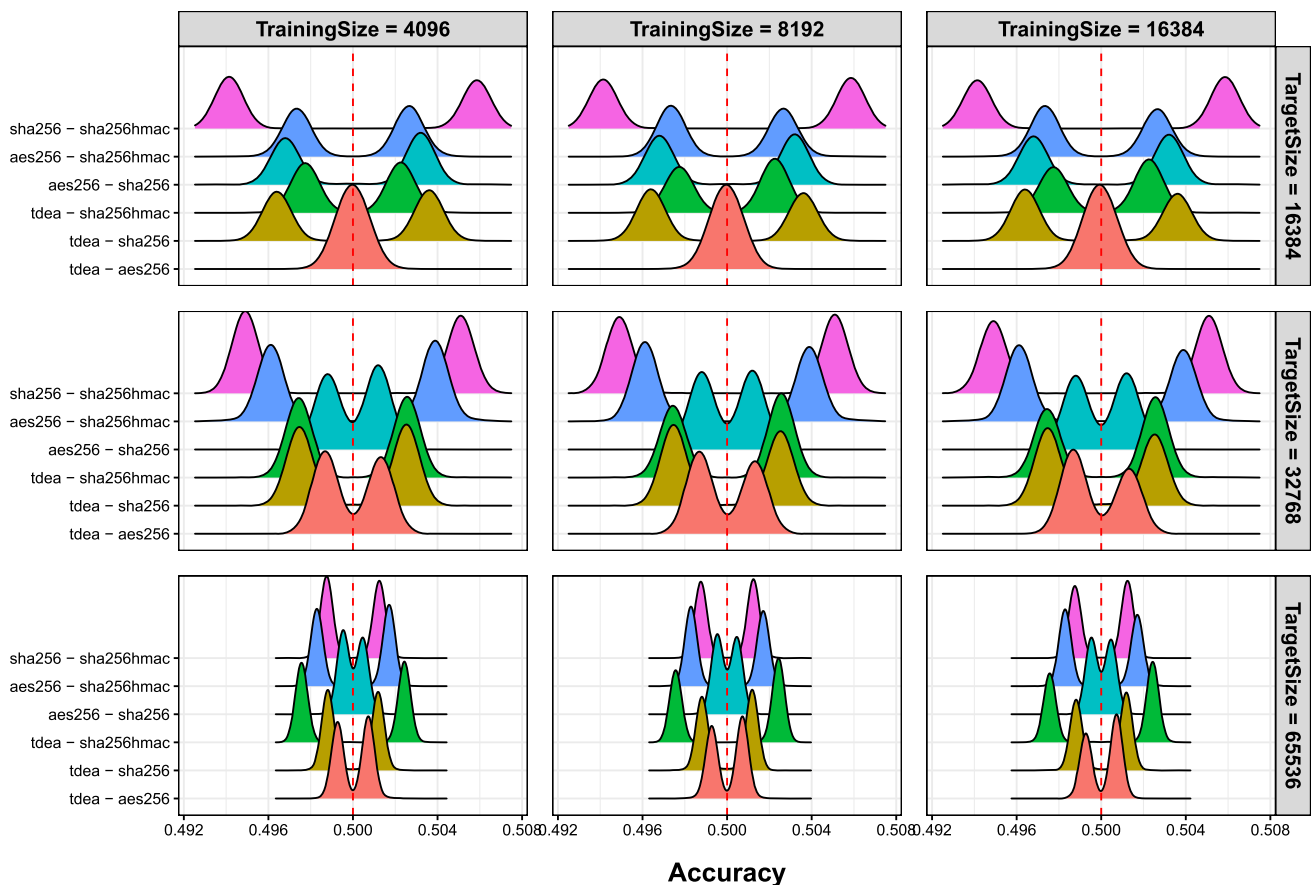 TrainingSize = 4096
TrainingSize = 8192
TrainingSize = 16384
sha256 − sha256hmac
aes256 − sha256hmac
aes256 − sha256
tdea − sha256hmac
tdea − sha256
tdea − aes256
TargetSize = 16384
sha256 − sha256hmac
aes256 − sha256hmac
aes256 − sha256
tdea − sha256hmac
tdea − sha256
tdea − aes256
TargetSize = 32768
sha256 − sha256hmac
aes256 − sha256hmac
aes256 − sha256
tdea − sha256hmac
tdea − sha256
tdea − aes256
TargetSize = 65536
0.492 0.496 0.500 0.504 0.508
0.492 0.496 0.500 0.504 0.508
0.492 0.496 0.500 0.504 0.508
Accuracy